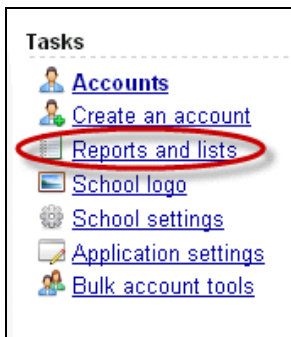 Tasks
Accounts
Create an account
Reports and lists
School logo
School settings
Application settings
Bulk account tools